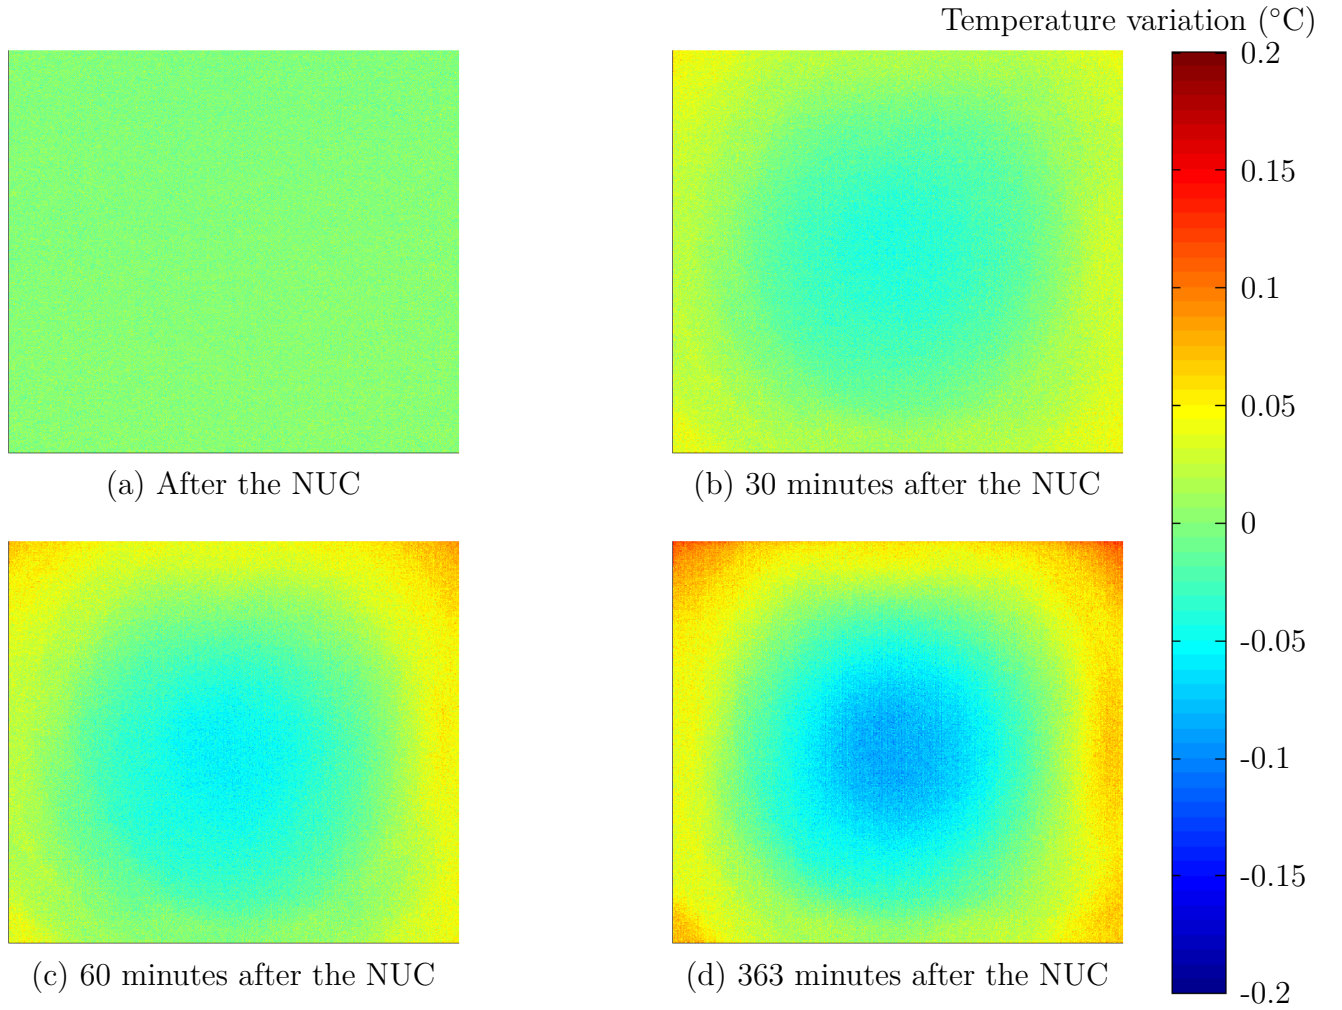 Temperature variation (°C)
0.2
0.15
0.1
0.05
0
-0.05
-0.1
-0.15
-0.2
(a) After the NUC
(b) 30 minutes after the NUC
(c) 60 minutes after the NUC
(d) 363 minutes after the NUC